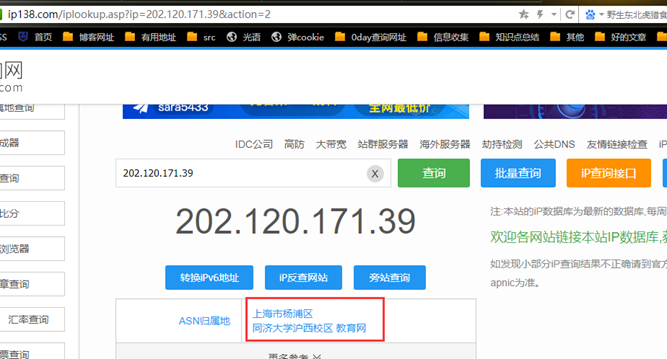 ip138.com/iplookup.asp?ip=202.120.171.39&action=2
野生东北虎猎食
SS 首页 博客网址 有用地址 src 光语 弹cookie 0day查询网址 信息收集 知识点总结 其他 好的文章
网
com
sara5433
全网最低价
属地查询
IDC公司 高防 大带宽 站群服务器 海外服务器 劫持检测 公共DNS 友情链接检查
成器
202.120.171.39 X 查询 批量查询 iP查询接口
查询
202.120.171.39
注:本站的iP数据库为最新的数据库,每周
比分
欢迎各网站链接本站IP数据库,
浏览器
如发现小部分iP查询结果不正确请到官方
转换IPv6地址 iP反查网站 旁站查询
apnic为准。
章查询
ASN归属地
上海市杨浦区
同济大学沪西校区 教育网
汇率查询
票查询
更多参考